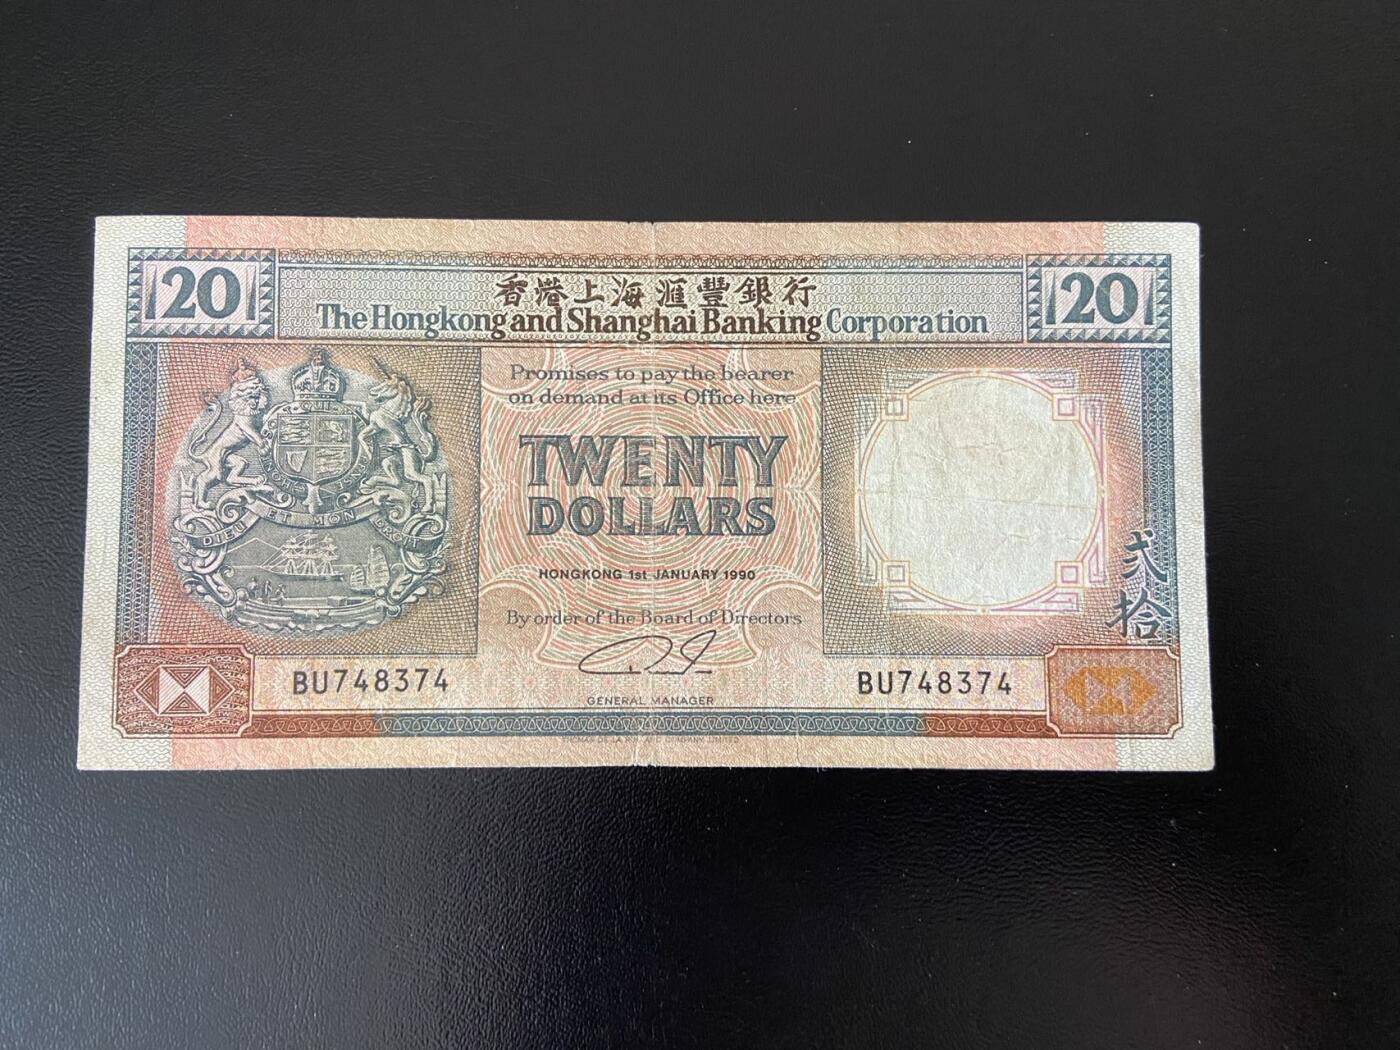 20
香港上海滙豐銀行
20
The Hongkong and Shanghai Banking Corporation
Promises to pay the bearer
on demand at its Office here
TWENTY
DOLLARS
DIEU ET MON DROIT
HONGKONG 1st JANUARY 1990
By order of the Board of Directors
貳拾
BU748374
BU748374
GENERAL MANAGER